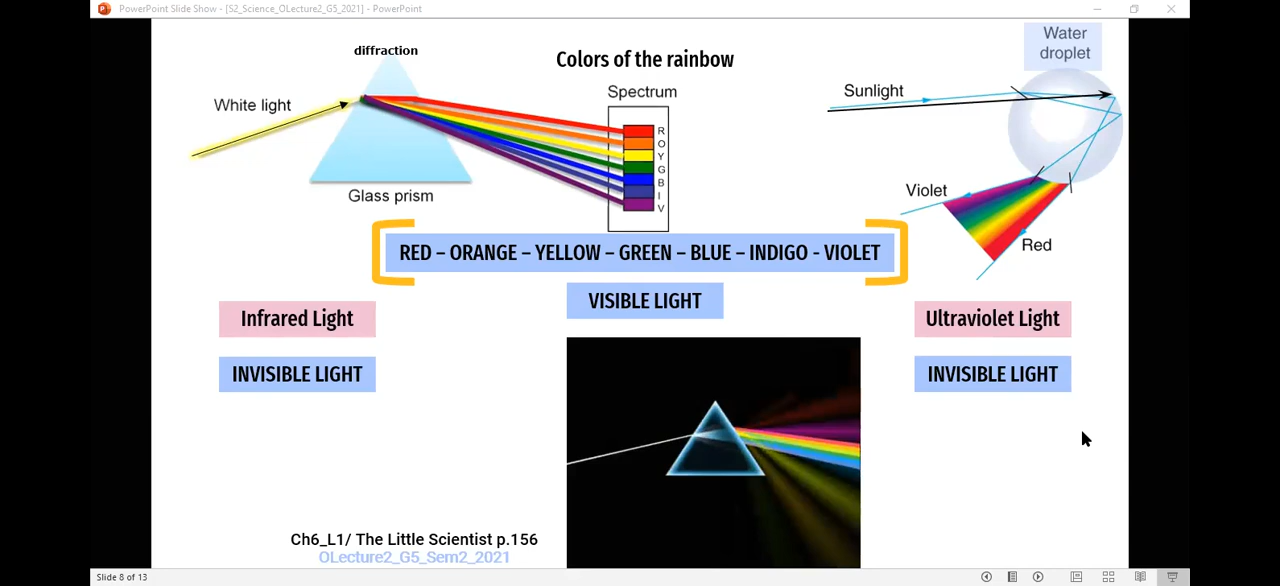 PowerPoint Slide Show - [S2_Science_OLecture2_G5_2021] - PowerPoint
diffraction
Colors of the rainbow
Water
droplet
White light
Spectrum
Sunlight
R
O
Y
G
B
I
V
Glass prism
Violet
Red
RED – ORANGE – YELLOW – GREEN – BLUE – INDIGO - VIOLET
VISIBLE LIGHT
Infrared Light
Ultraviolet Light
INVISIBLE LIGHT
INVISIBLE LIGHT
Ch6_L1/ The Little Scientist p.156
OLecture2_G5_Sem2_2021
Slide 8 of 13